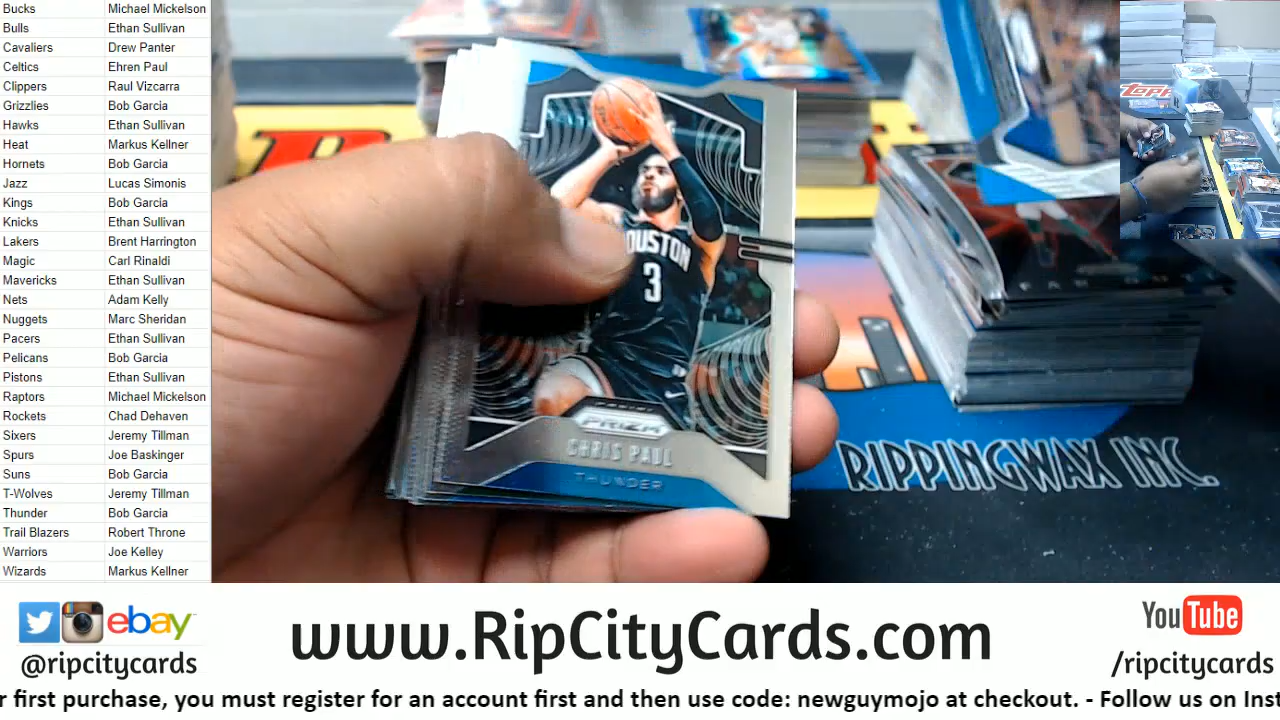 Bucks Michael Mickelson
Bulls Ethan Sullivan
Cavaliers Drew Panter
Celtics Ehren Paul
Clippers Raul Vizcarra
Grizzlies Bob Garcia
Hawks Ethan Sullivan
Heat Markus Kellner
Hornets Bob Garcia
Jazz Lucas Simonis
Kings Bob Garcia
Knicks Ethan Sullivan
Lakers Brent Harrington
Magic Carl Rinaldi
Mavericks Ethan Sullivan
Nets Adam Kelly
Nuggets Marc Sheridan
Pacers Ethan Sullivan
Pelicans Bob Garcia
Pistons Ethan Sullivan
Raptors Michael Mickelson
Rockets Chad Dehaven
Sixers Jeremy Tillman
Spurs Joe Baskinger
Suns Bob Garcia
T-Wolves Jeremy Tillman
Thunder Bob Garcia
Trail Blazers Robert Throne
Warriors Joe Kelley
Wizards Markus Kellner
TOPP
OUSTON
3
PANINI
PRIZM
CHRIS PAUL
THUNDER
RIPPINGWAX INC.
ebay
@ripcitycards
www.RipCityCards.com
YouTube
/ripcitycards
r first purchase, you must register for an account first and then use code: newguymojo at checkout. - Follow us on Inst